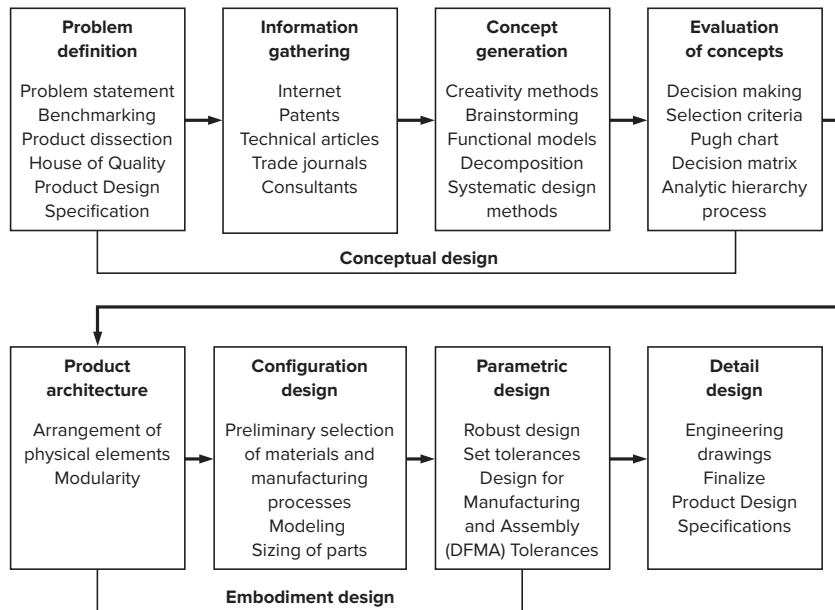 Problem
definition
Problem statement
Benchmarking
Product dissection
House of Quality
Product Design
Specification
Information
gathering
Internet
Patents
Technical articles
Trade journals
Consultants
Concept
generation
Creativity methods
Brainstorming
Functional models
Decomposition
Systematic design
methods
Evaluation
of concepts
Decision making
Selection criteria
Pugh chart
Decision matrix
Analytic hierarchy
process
Conceptual design
Product
architecture
Arrangement of
physical elements
Modularity
Configuration
design
Preliminary selection
of materials and
manufacturing
processes
Modeling
Sizing of parts
Parametric
design
Robust design
Set tolerances
Design for
Manufacturing
and Assembly
(DFMA) Tolerances
Detail
design
Engineering
drawings
Finalize
Product Design
Specifications
Embodiment design